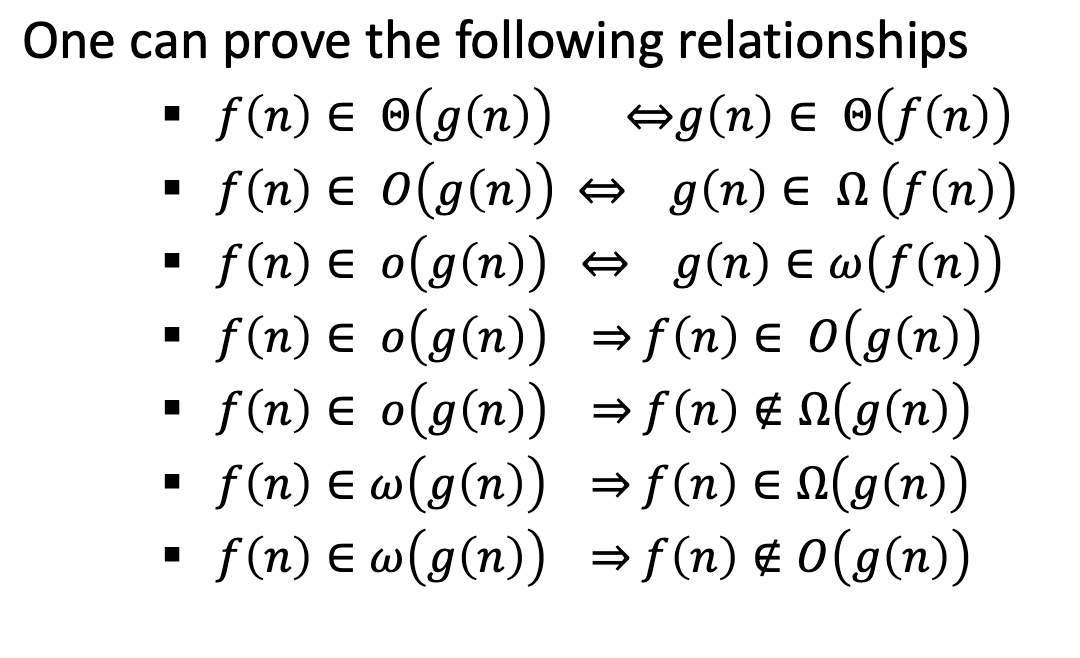 One can prove the following relationships
▪ f(n) ∈ Θ(g(n)) ⇔g(n) ∈ Θ(f(n))
▪ f(n) ∈ O(g(n)) ⇔ g(n) ∈ Ω (f(n))
▪ f(n) ∈ o(g(n)) ⇔ g(n) ∈ ω(f(n))
▪ f(n) ∈ o(g(n)) ⇒ f(n) ∈ O(g(n))
▪ f(n) ∈ o(g(n)) ⇒ f(n) ∉ Ω(g(n))
▪ f(n) ∈ ω(g(n)) ⇒ f(n) ∈ Ω(g(n))
▪ f(n) ∈ ω(g(n)) ⇒ f(n) ∉ O(g(n))